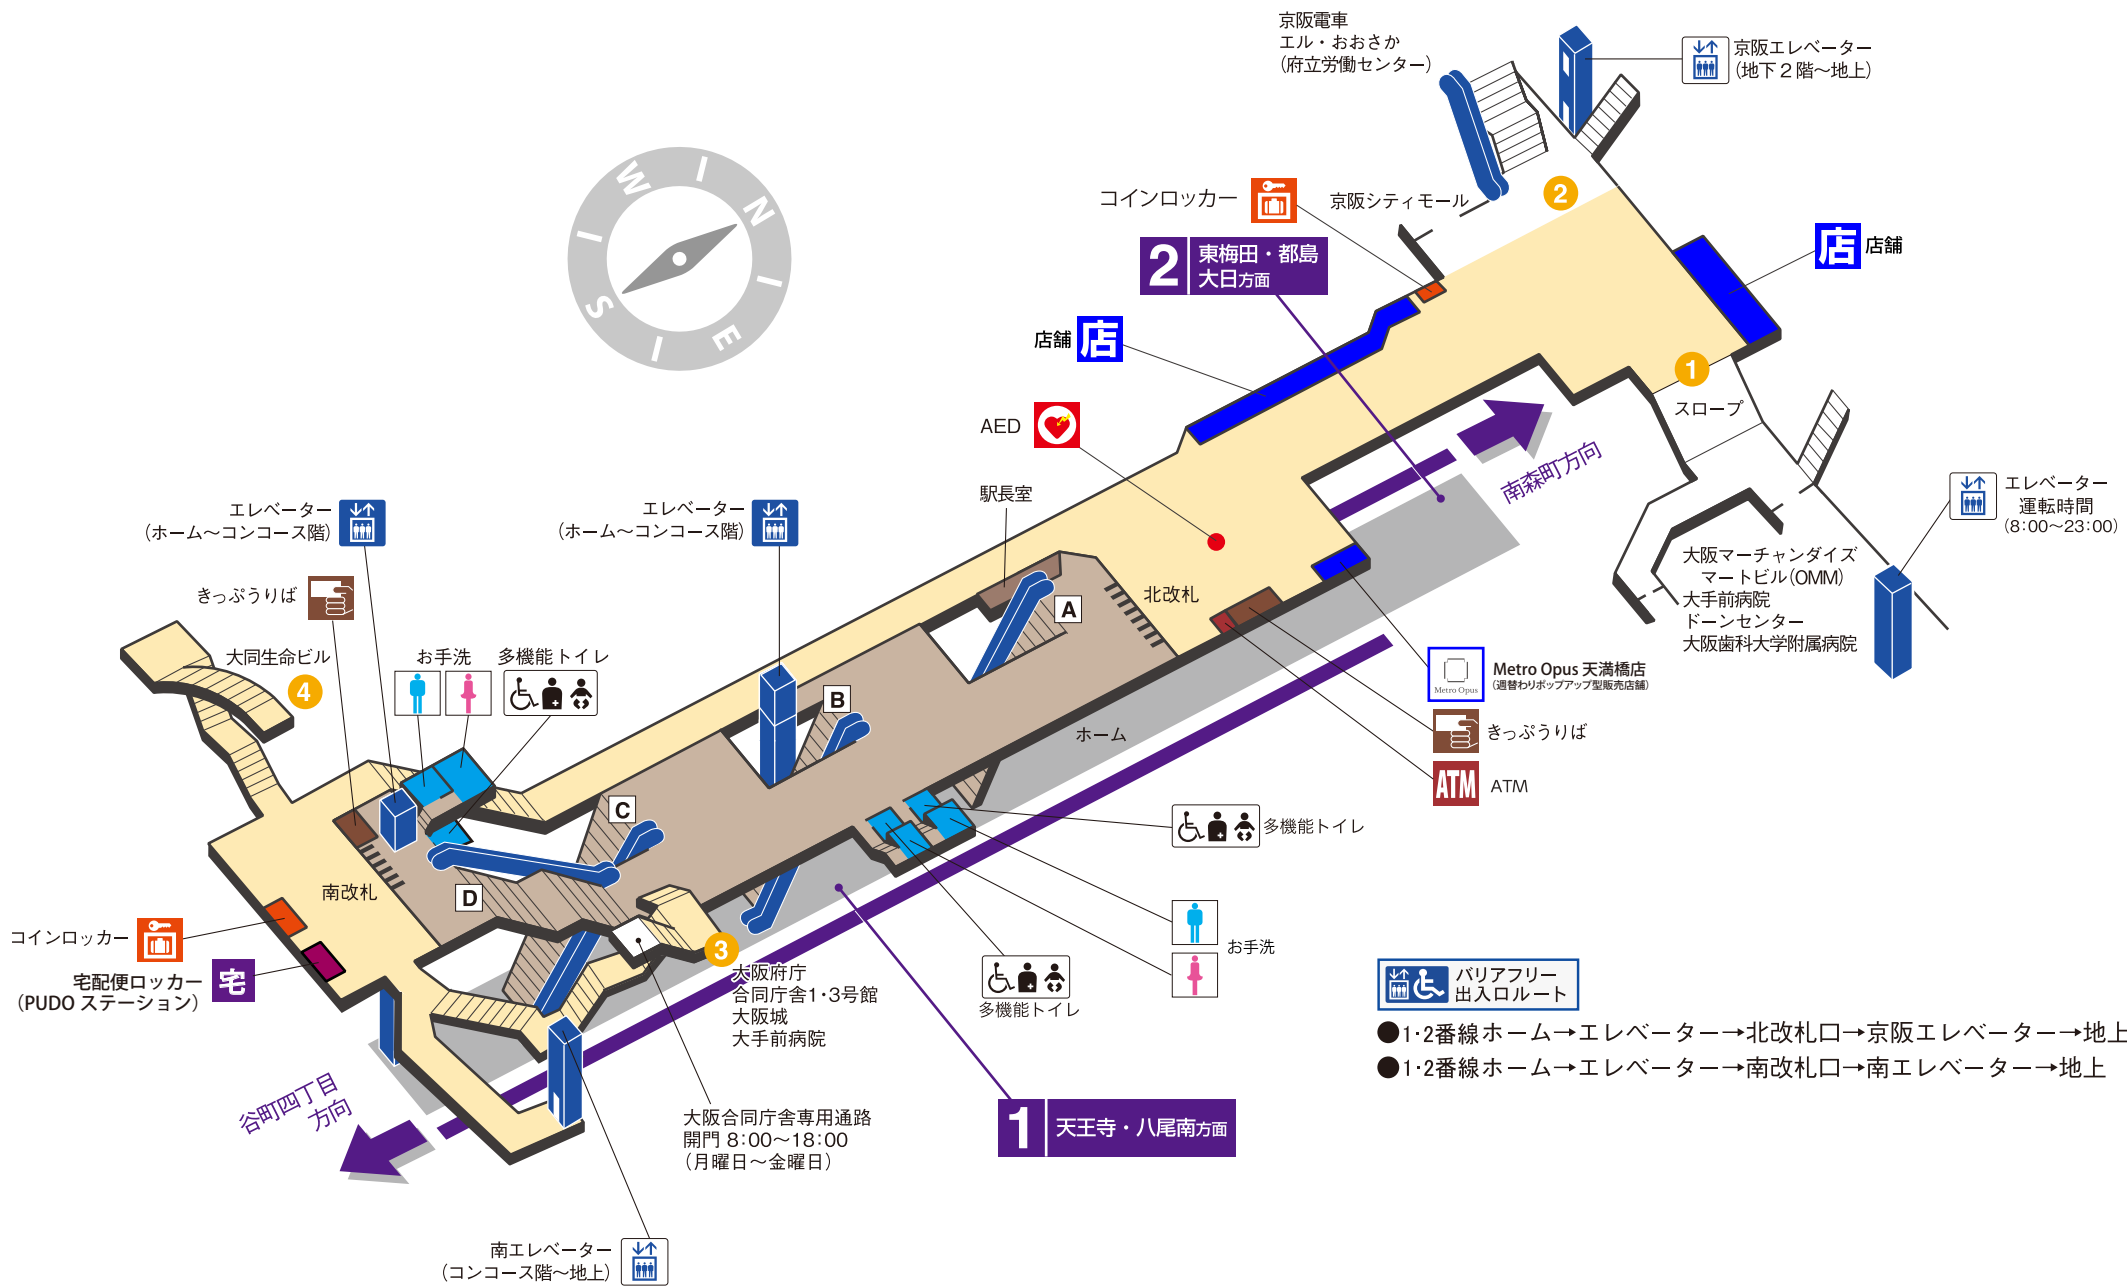 京阪電車
エル・おおさか
(府立労働センター)
京阪エレベーター
(地下2階〜地上)
W
N
S
E
コインロッカー
京阪シティモール
2
2
東梅田・都島
大日方面
店
店舗
店舗
店
1
スロープ
AED
南森町方向
駅長室
エレベーター
(ホーム〜コンコース階)
エレベーター
(ホーム〜コンコース階)
エレベーター
運転時間
(8:00〜23:00)
大阪マーチャンダイズ
マートビル(OMM)
大手前病院
ドーンセンター
大阪歯科大学附属病院
きっぷうりば
A
北改札
大同生命ビル
4
お手洗
多機能トイレ
B
Metro Opus
Metro Opus 天満橋店
(週替わりポップアップ型販売店舗)
ホーム
きっぷうりば
ATM
ATM
C
多機能トイレ
南改札
D
コインロッカー
宅配便ロッカー
(PUDO ステーション)
宅
3
大阪府庁
合同庁舎1・3号館
大阪城
大手前病院
お手洗
多機能トイレ
バリアフリー
出入口ルート
●1・2番線ホーム→エレベーター→北改札口→京阪エレベーター→地上
●1・2番線ホーム→エレベーター→南改札口→南エレベーター→地上
谷町四丁目
方向
大阪合同庁舎専用通路
開門 8:00〜18:00
(月曜日〜金曜日)
1
天王寺・八尾南方面
南エレベーター
(コンコース階〜地上)